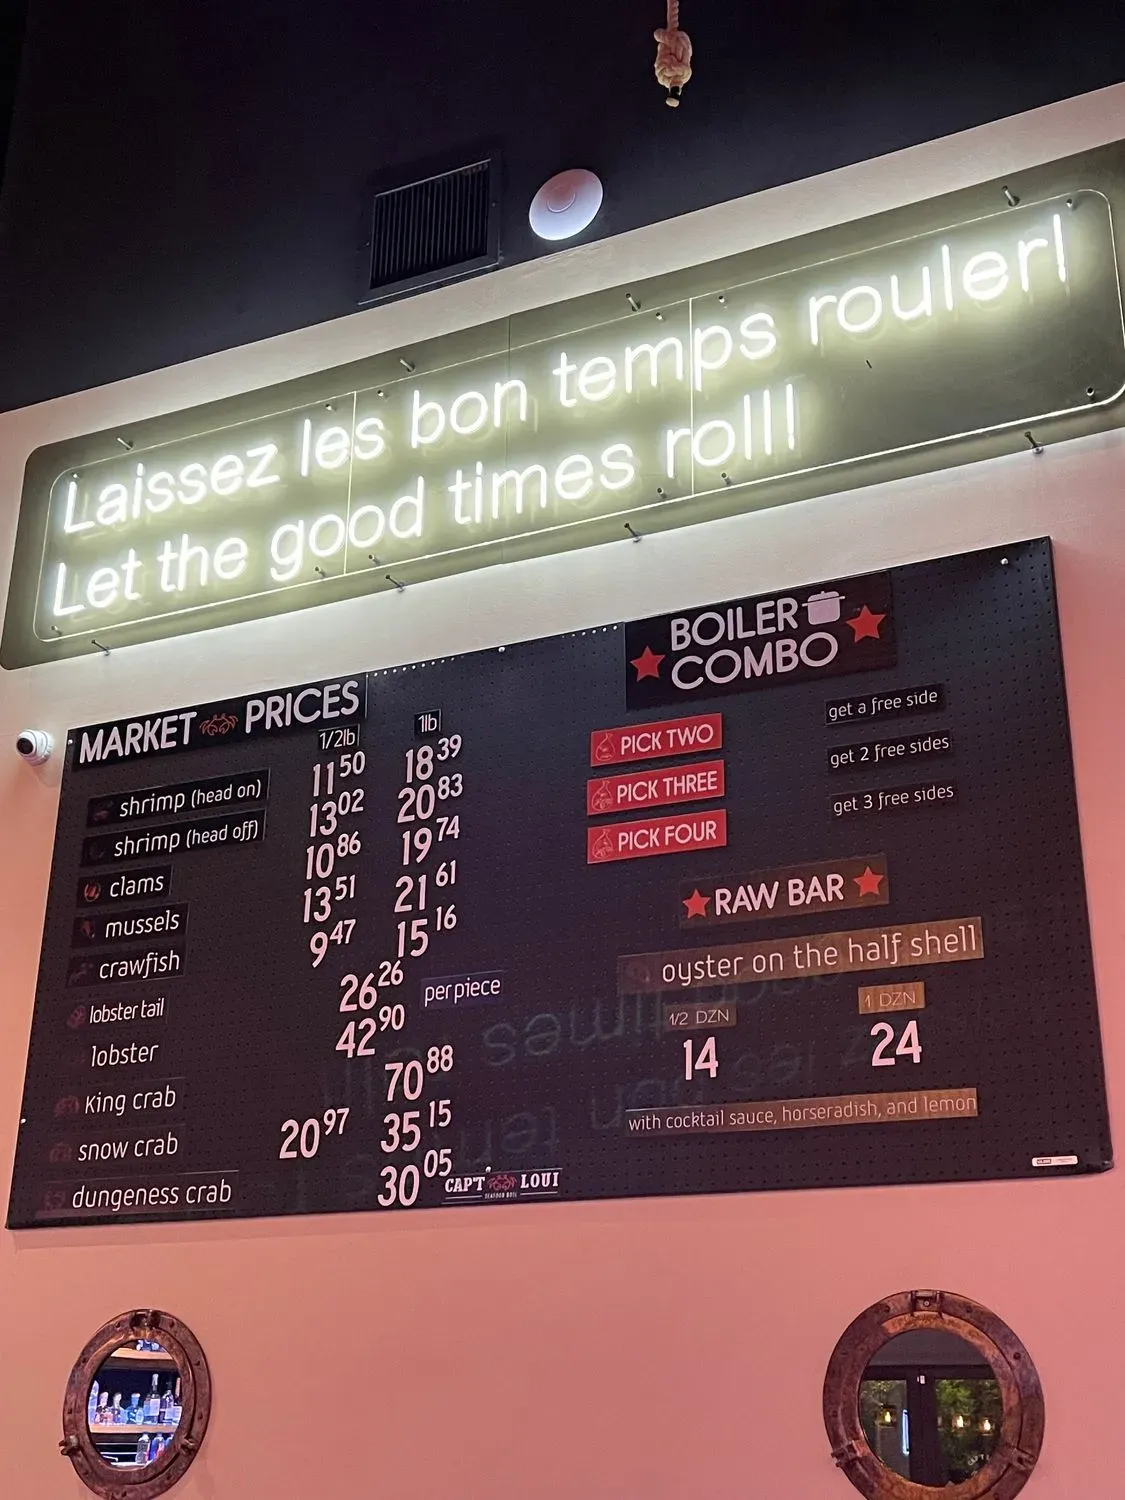 Laissez les bon temps rouler!
Let the good times roll!
MARKET PRICES
1/2lb 1lb
shrimp (head on) 11 50 18 39
shrimp (head off) 13 02 20 83
clams 10 86 19 74
mussels 13 51 21 61
crawfish 9 47 15 16
lobster tail 26 26 per piece
lobster 42 90
King crab 70 88
snow crab 20 97 35 15
dungeness crab 30 05
CAPT LOUI
SEAFOOD BOIL
BOILER
COMBO
PICK TWO get a free side
PICK THREE get 2 free sides
PICK FOUR get 3 free sides
RAW BAR
oyster on the half shell
1/2 DZN 1 DZN
14 24
with cocktail sauce, horseradish, and lemon